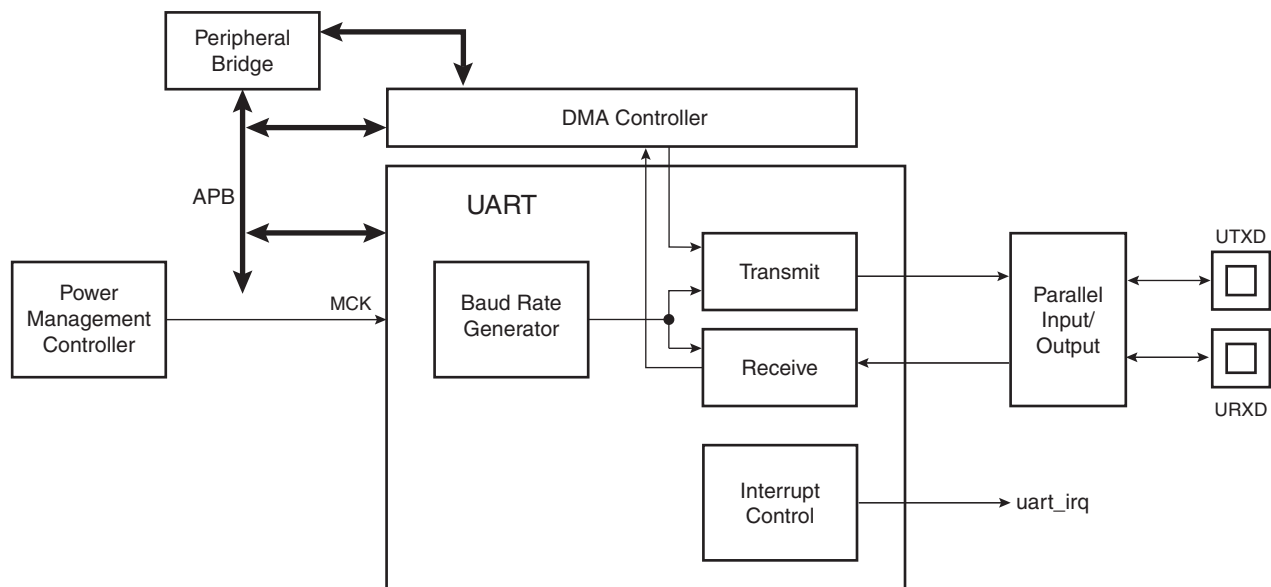 Peripheral
Bridge
DMA Controller
APB
UART
UTXD
Power
Management
Controller
MCK
Baud Rate
Generator
Transmit
Parallel
Input/
Output
Receive
URXD
Interrupt
Control
uart_irq